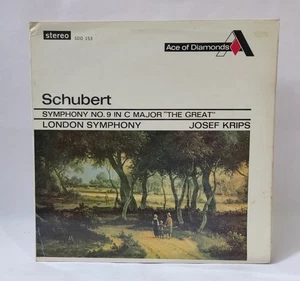 stereo SDD 153
Ace of Diamonds
Schubert
SYMPHONY NO. 9 IN C MAJOR "THE GREAT"
LONDON SYMPHONY JOSEF KRIPS